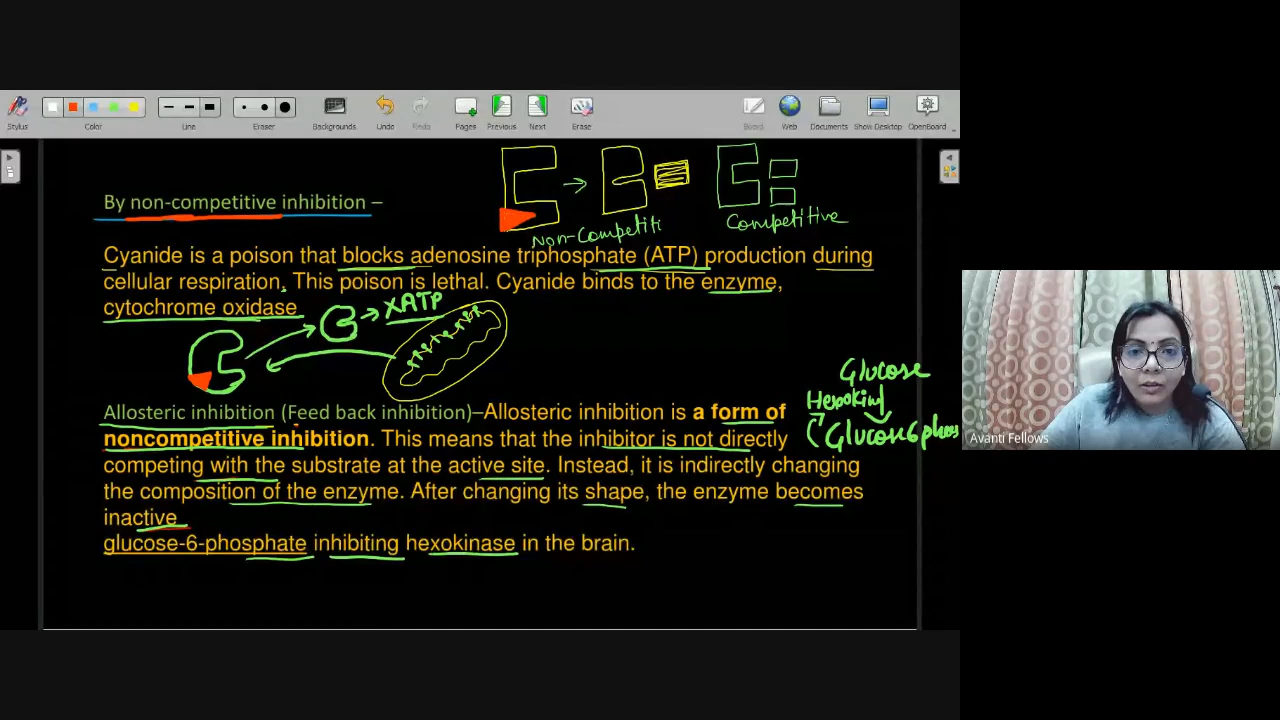 Stylus
Color
Line
Eraser
Backgrounds
Undo
Redo
Pages
Previous
Next
Erase
Board
Web
Documents
Show Desktop
OpenBoard
By non-competitive inhibition –
Non-Competiti
Competitive
Cyanide is a poison that blocks adenosine triphosphate (ATP) production during
cellular respiration. This poison is lethal. Cyanide binds to the enzyme,
cytochrome oxidase
XATP
Glucose
Glucose 6 phos
Allosteric inhibition (Feed back inhibition)–Allosteric inhibition is a form of
noncompetitive inhibition. This means that the inhibitor is not directly
competing with the substrate at the active site. Instead, it is indirectly changing
the composition of the enzyme. After changing its shape, the enzyme becomes
inactive
glucose-6-phosphate inhibiting hexokinase in the brain.
Avanti Fellows